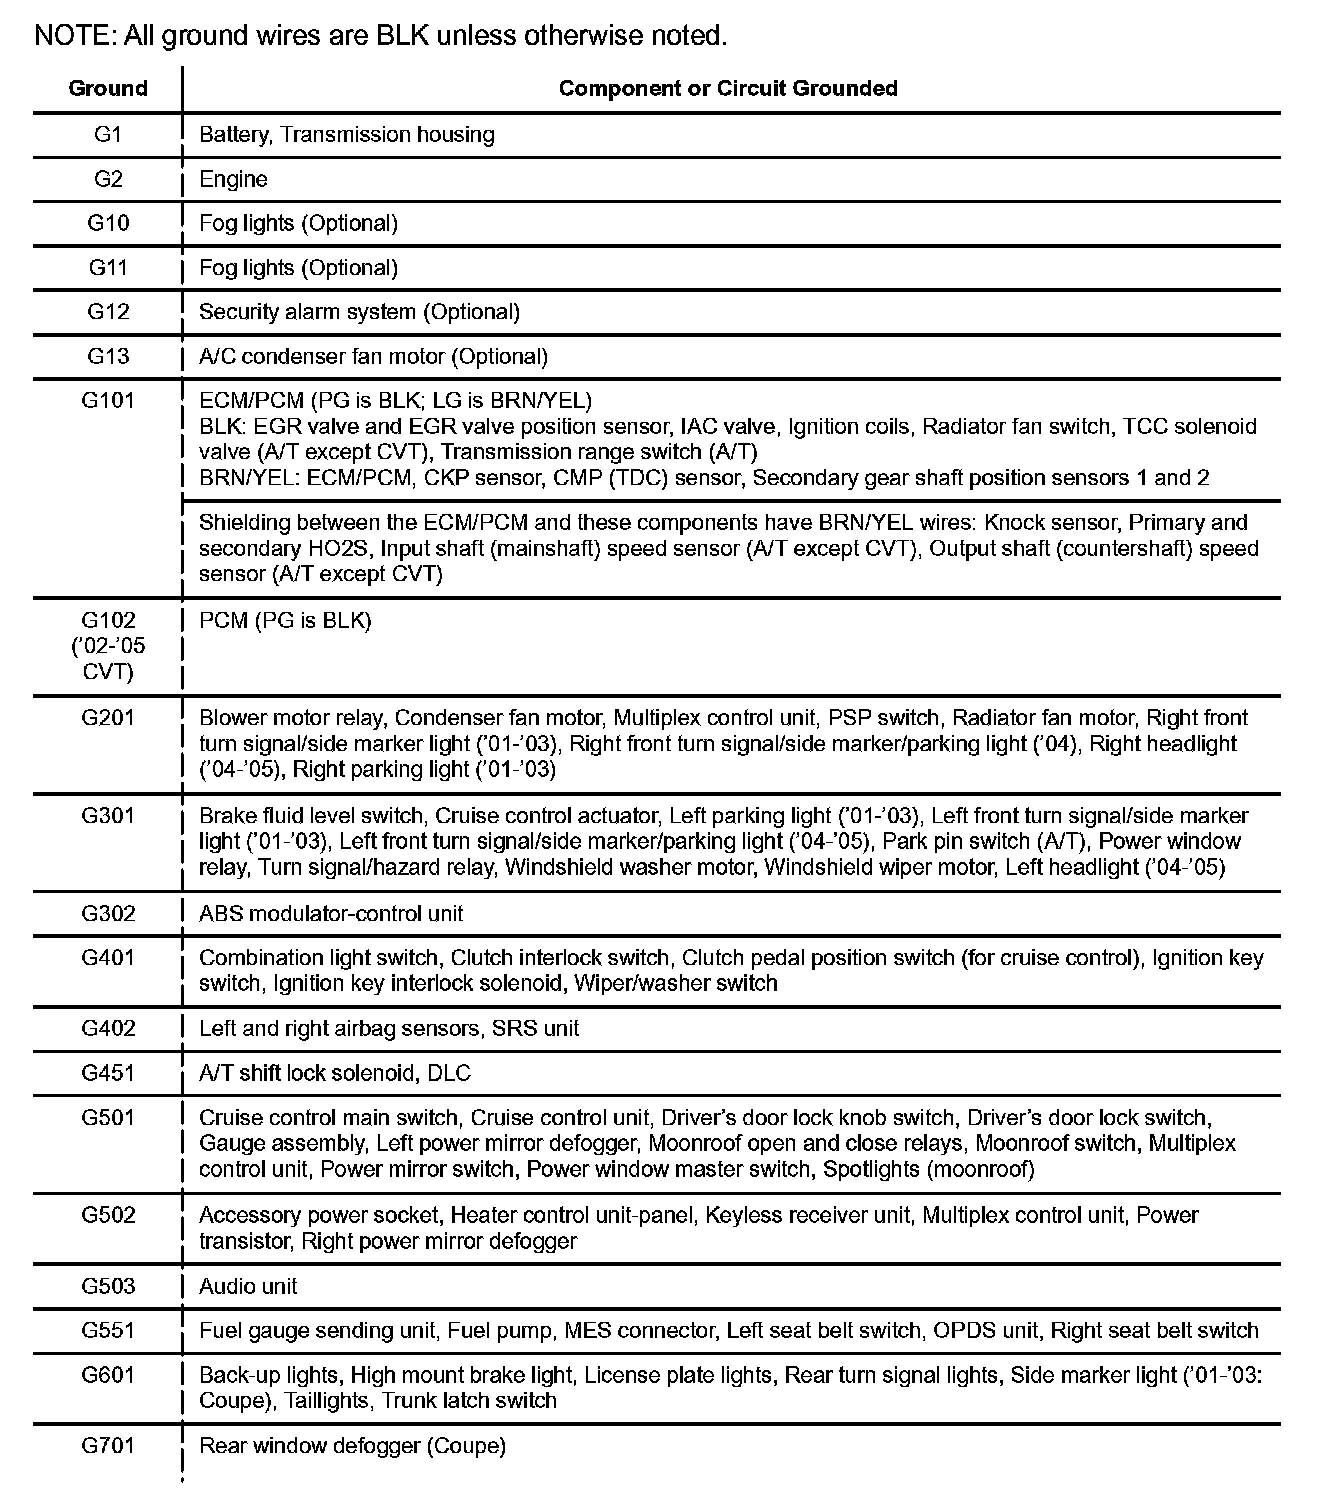 NOTE: All ground wires are BLK unless otherwise noted.
Ground Component or Circuit Grounded
G1 Battery, Transmission housing
G2 Engine
G10 Fog lights (Optional)
G11 Fog lights (Optional)
G12 Security alarm system (Optional)
G13 A/C condenser fan motor (Optional)
G101 ECM/PCM (PG is BLK; LG is BRN/YEL)
BLK: EGR valve and EGR valve position sensor, IAC valve, Ignition coils, Radiator fan switch, TCC solenoid
valve (A/T except CVT), Transmission range switch (A/T)
BRN/YEL: ECM/PCM, CKP sensor, CMP (TDC) sensor, Secondary gear shaft position sensors 1 and 2
Shielding between the ECM/PCM and these components have BRN/YEL wires: Knock sensor, Primary and
secondary HO2S, Input shaft (mainshaft) speed sensor (A/T except CVT), Output shaft (countershaft) speed
sensor (A/T except CVT)
G102 PCM (PG is BLK)
(’02-’05
CVT)
G201 Blower motor relay, Condenser fan motor, Multiplex control unit, PSP switch, Radiator fan motor, Right front
turn signal/side marker light (’01-’03), Right front turn signal/side marker/parking light (’04), Right headlight
(’04-’05), Right parking light (’01-’03)
G301 Brake fluid level switch, Cruise control actuator, Left parking light (’01-’03), Left front turn signal/side marker
light (’01-’03), Left front turn signal/side marker/parking light (’04-’05), Park pin switch (A/T), Power window
relay, Turn signal/hazard relay, Windshield washer motor, Windshield wiper motor, Left headlight (’04-’05)
G302 ABS modulator-control unit
G401 Combination light switch, Clutch interlock switch, Clutch pedal position switch (for cruise control), Ignition key
switch, Ignition key interlock solenoid, Wiper/washer switch
G402 Left and right airbag sensors, SRS unit
G451 A/T shift lock solenoid, DLC
G501 Cruise control main switch, Cruise control unit, Driver’s door lock knob switch, Driver’s door lock switch,
Gauge assembly, Left power mirror defogger, Moonroof open and close relays, Moonroof switch, Multiplex
control unit, Power mirror switch, Power window master switch, Spotlights (moonroof)
G502 Accessory power socket, Heater control unit-panel, Keyless receiver unit, Multiplex control unit, Power
transistor, Right power mirror defogger
G503 Audio unit
G551 Fuel gauge sending unit, Fuel pump, MES connector, Left seat belt switch, OPDS unit, Right seat belt switch
G601 Back-up lights, High mount brake light, License plate lights, Rear turn signal lights, Side marker light (’01-’03:
Coupe), Taillights, Trunk latch switch
G701 Rear window defogger (Coupe)